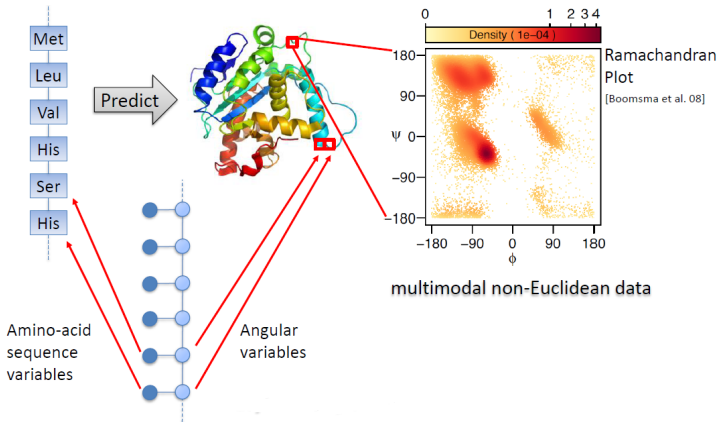 Met
Leu
Val
His
Ser
His
Predict
0 1 2 3 4
Density ( 1e−04)
180
90
ψ 0
−90
−180
−180 −90 0 90 180
ϕ
Ramachandran
Plot
[Boomsma et al. 08]
multimodal non-Euclidean data
Amino-acid
sequence
variables
Angular
variables